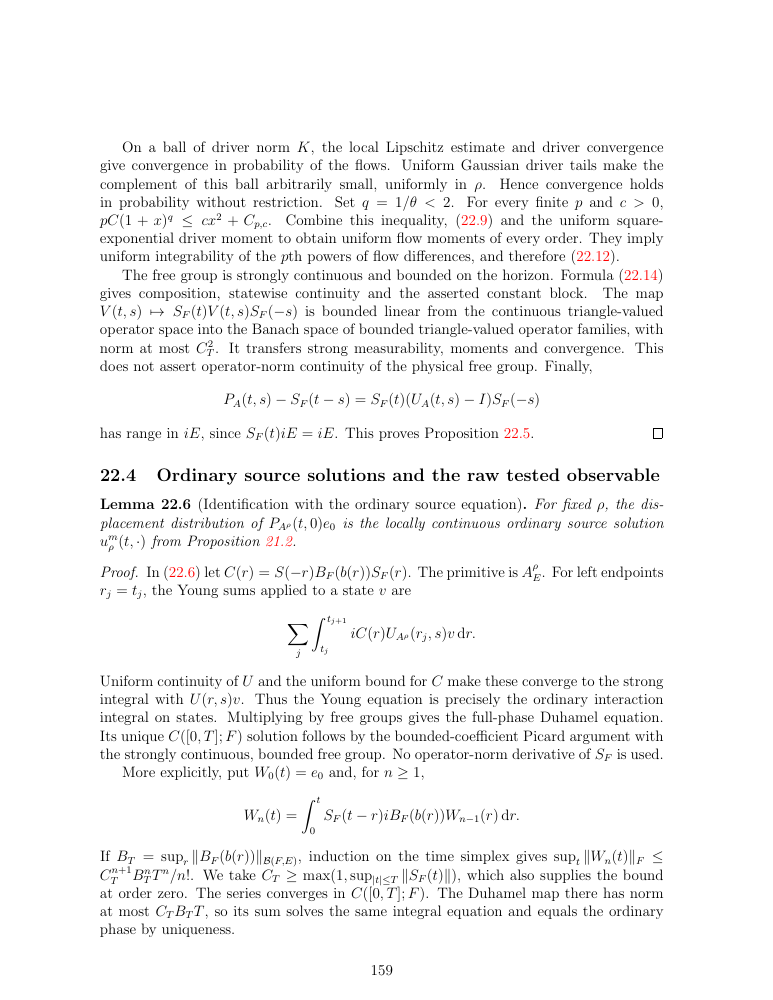 On a ball of driver norm K, the local Lipschitz estimate and driver convergence
give convergence in probability of the flows. Uniform Gaussian driver tails make the
complement of this ball arbitrarily small, uniformly in ρ. Hence convergence holds
in probability without restriction. Set q = 1/θ < 2. For every finite p and c > 0,
pC(1 + x)^q ≤ cx² + C_{p,c}. Combine this inequality, (22.9) and the uniform square-
exponential driver moment to obtain uniform flow moments of every order. They imply
uniform integrability of the pth powers of flow differences, and therefore (22.12).
The free group is strongly continuous and bounded on the horizon. Formula (22.14)
gives composition, statewise continuity and the asserted constant block. The map
V(t, s) ↦ S_F(t)V(t, s)S_F(−s) is bounded linear from the continuous triangle-valued
operator space into the Banach space of bounded triangle-valued operator families, with
norm at most C_T^2. It transfers strong measurability, moments and convergence. This
does not assert operator-norm continuity of the physical free group. Finally,
P_A(t, s) − S_F(t − s) = S_F(t)(U_A(t, s) − I)S_F(−s)
has range in iE, since S_F(t)iE = iE. This proves Proposition 22.5. □
22.4 Ordinary source solutions and the raw tested observable
Lemma 22.6 (Identification with the ordinary source equation). For fixed ρ, the dis-
placement distribution of P_{A^ρ}(t, 0)e_0 is the locally continuous ordinary source solution
u_ρ^m(t, ·) from Proposition 21.2.
Proof. In (22.6) let C(r) = S(−r)B_F(b(r))S_F(r). The primitive is A_E^ρ. For left endpoints
r_j = t_j, the Young sums applied to a state v are
∑_j ∫_{t_j}^{t_{j+1}} iC(r)U_{A^ρ}(r_j, s)v dr.
Uniform continuity of U and the uniform bound for C make these converge to the strong
integral with U(r, s)v. Thus the Young equation is precisely the ordinary interaction
integral on states. Multiplying by free groups gives the full-phase Duhamel equation.
Its unique C([0, T]; F) solution follows by the bounded-coefficient Picard argument with
the strongly continuous, bounded free group. No operator-norm derivative of S_F is used.
More explicitly, put W_0(t) = e_0 and, for n ≥ 1,
W_n(t) = ∫_0^t S_F(t − r)iB_F(b(r))W_{n−1}(r) dr.
If B_T = sup_r ‖B_F(b(r))‖_{ℬ(F,E)}, induction on the time simplex gives sup_t ‖W_n(t)‖_F ≤
C_T^{n+1}B_T^nT^n/n!. We take C_T ≥ max(1, sup_{|t|≤T} ‖S_F(t)‖), which also supplies the bound
at order zero. The series converges in C([0, T]; F). The Duhamel map there has norm
at most C_TB_TT, so its sum solves the same integral equation and equals the ordinary
phase by uniqueness.
159